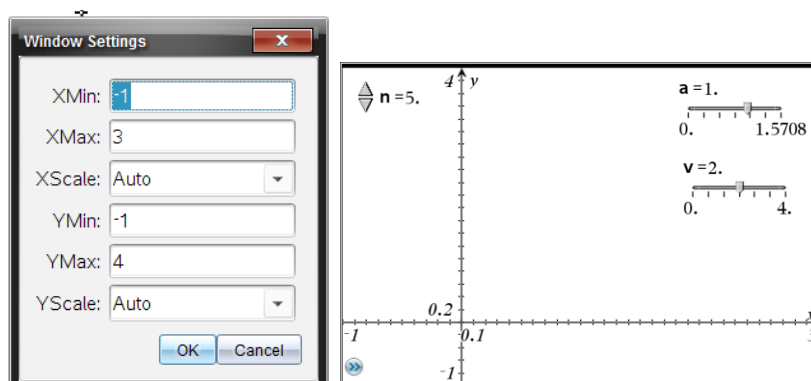 Window Settings
XMin: -1
XMax: 3
XScale: Auto
YMin: -1
YMax: 4
YScale: Auto
OK Cancel
4 y
n =5.
a =1.
0. 1.5708
v =2.
0. 4.
0.2
-1 0.1 3
-1